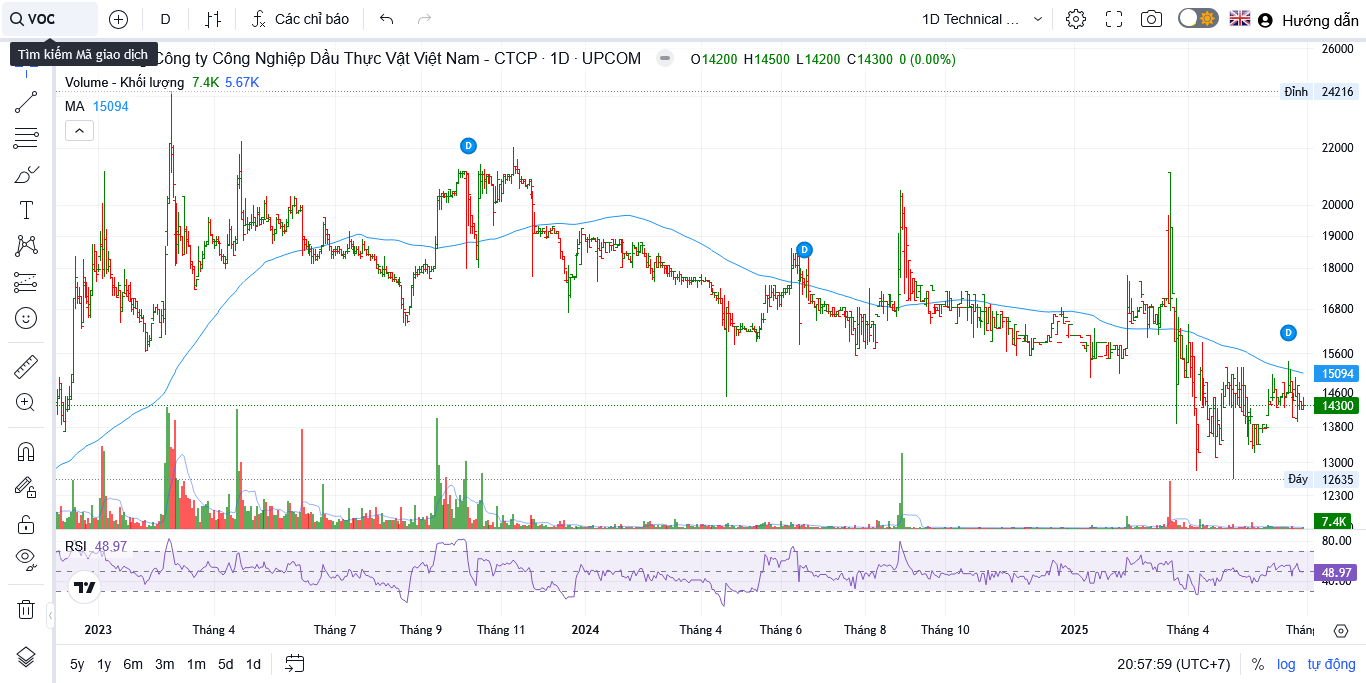 VOC
D
Các chỉ báo
1D Technical ...
Hướng dẫn
Tìm kiếm Mã giao dịch
Công ty Công Nghiệp Dầu Thực Vật Việt Nam - CTCP · 1D · UPCOM
O14200 H14500 L14200 C14300 0 (0.00%)
Volume - Khối lượng 7.4K 5.67K
MA 15094
26000
Đỉnh 24216
22000
20000
19000
18000
16800
15600
15094
14600
14300
13800
13000
Đáy 12635
12300
7.4K
D
D
D
RSI 48.97
80.00
48.97
40.00
2023
Tháng 4
Tháng 7
Tháng 9
Tháng 11
2024
Tháng 4
Tháng 6
Tháng 8
Tháng 10
2025
Tháng 4
Thán
5y 1y 6m 3m 1m 5d 1d
20:57:59 (UTC+7)
% log tự động